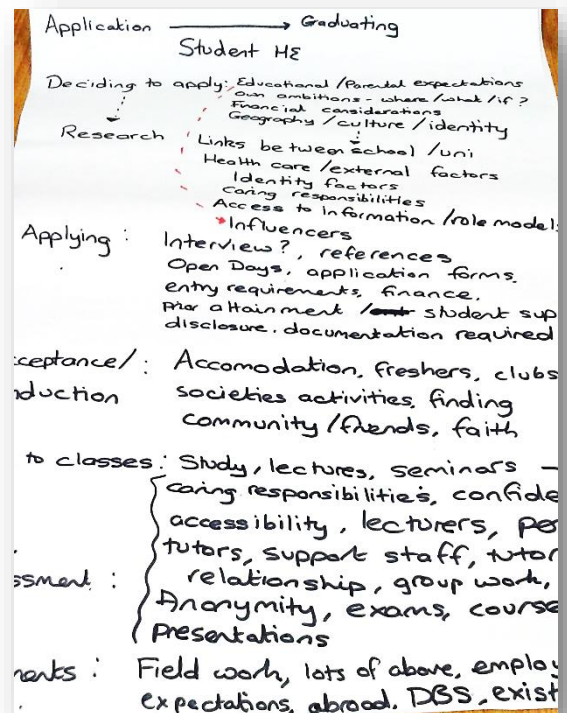 Application → Graduating
Student HE
Deciding to apply: Educational / Parental expectations
own ambitions - where / what / if?
Financial considerations
Geography / culture / identity
Research
Links between school / uni
Health care / external factors
Identity factors
Caring responsibilities
Access to information / role model
Influencers
Applying : Interview?, references
Open Days, application forms,
entry requirements, finance,
Prior attainment / student sup
disclosure. documentation required
cceptance/ : Accomodation, freshers, clubs
duction societies activities, finding
community / friends, faith
to classes: Study, lectures, seminars –
caring responsibilities, confide
accessibility, lecturers, pe
tutors, support staff, tutor
ssment : relationship, group work,
Anonymity, exams, course
Presentations
ments : Field work, lots of above, employ
expectations, abroad, DBS, exist